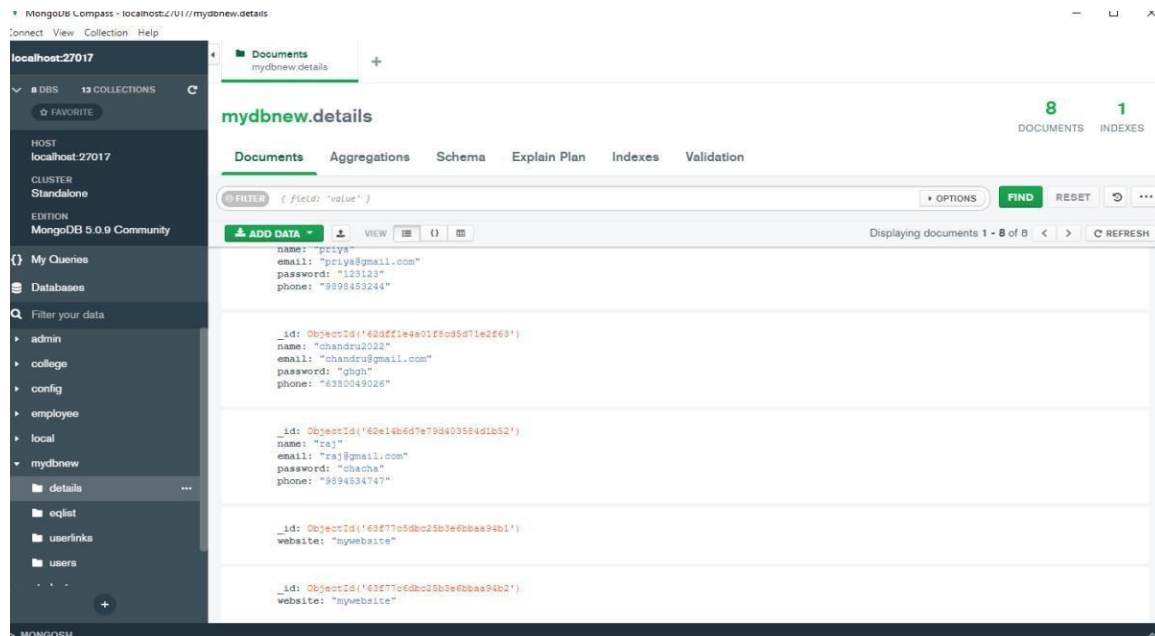 MongoDB Compass - localhost:27017/mydbnew.details
Connect View Collection Help
localhost:27017
8 DBS 13 COLLECTIONS
☆ FAVORITE
HOST
localhost:27017
CLUSTER
Standalone
EDITION
MongoDB 5.0.9 Community
{} My Queries
Databases
Filter your data
admin
college
config
employee
local
mydbnew
details ...
eqlist
userlinks
users
+
>_MONGOSH
Documents
mydbnew.details
+
mydbnew.details
8 DOCUMENTS
1 INDEXES
Documents Aggregations Schema Explain Plan Indexes Validation
FILTER { field: 'value' } OPTIONS FIND RESET ...
ADD DATA VIEW {} Displaying documents 1 - 8 of 8 < > REFRESH
name: "priya"
email: "priya@gmail.com"
password: "123123"
phone: "9898453244"
_id: ObjectId('62dff1e4a01f8cd5d71e2f63')
name: "chandru2022"
email: "chandru@gmail.com"
password: "ghgh"
phone: "6380049026"
_id: ObjectId('62e14b6d7e79d403584d1b52')
name: "raj"
email: "raj@gmail.com"
password: "chacha"
phone: "9894534747"
_id: ObjectId('63f77c5dbc25b3e6bbaa94b1')
website: "mywebsite"
_id: ObjectId('63f77c6dbc25b3e6bbaa94b2')
website: "mywebsite"